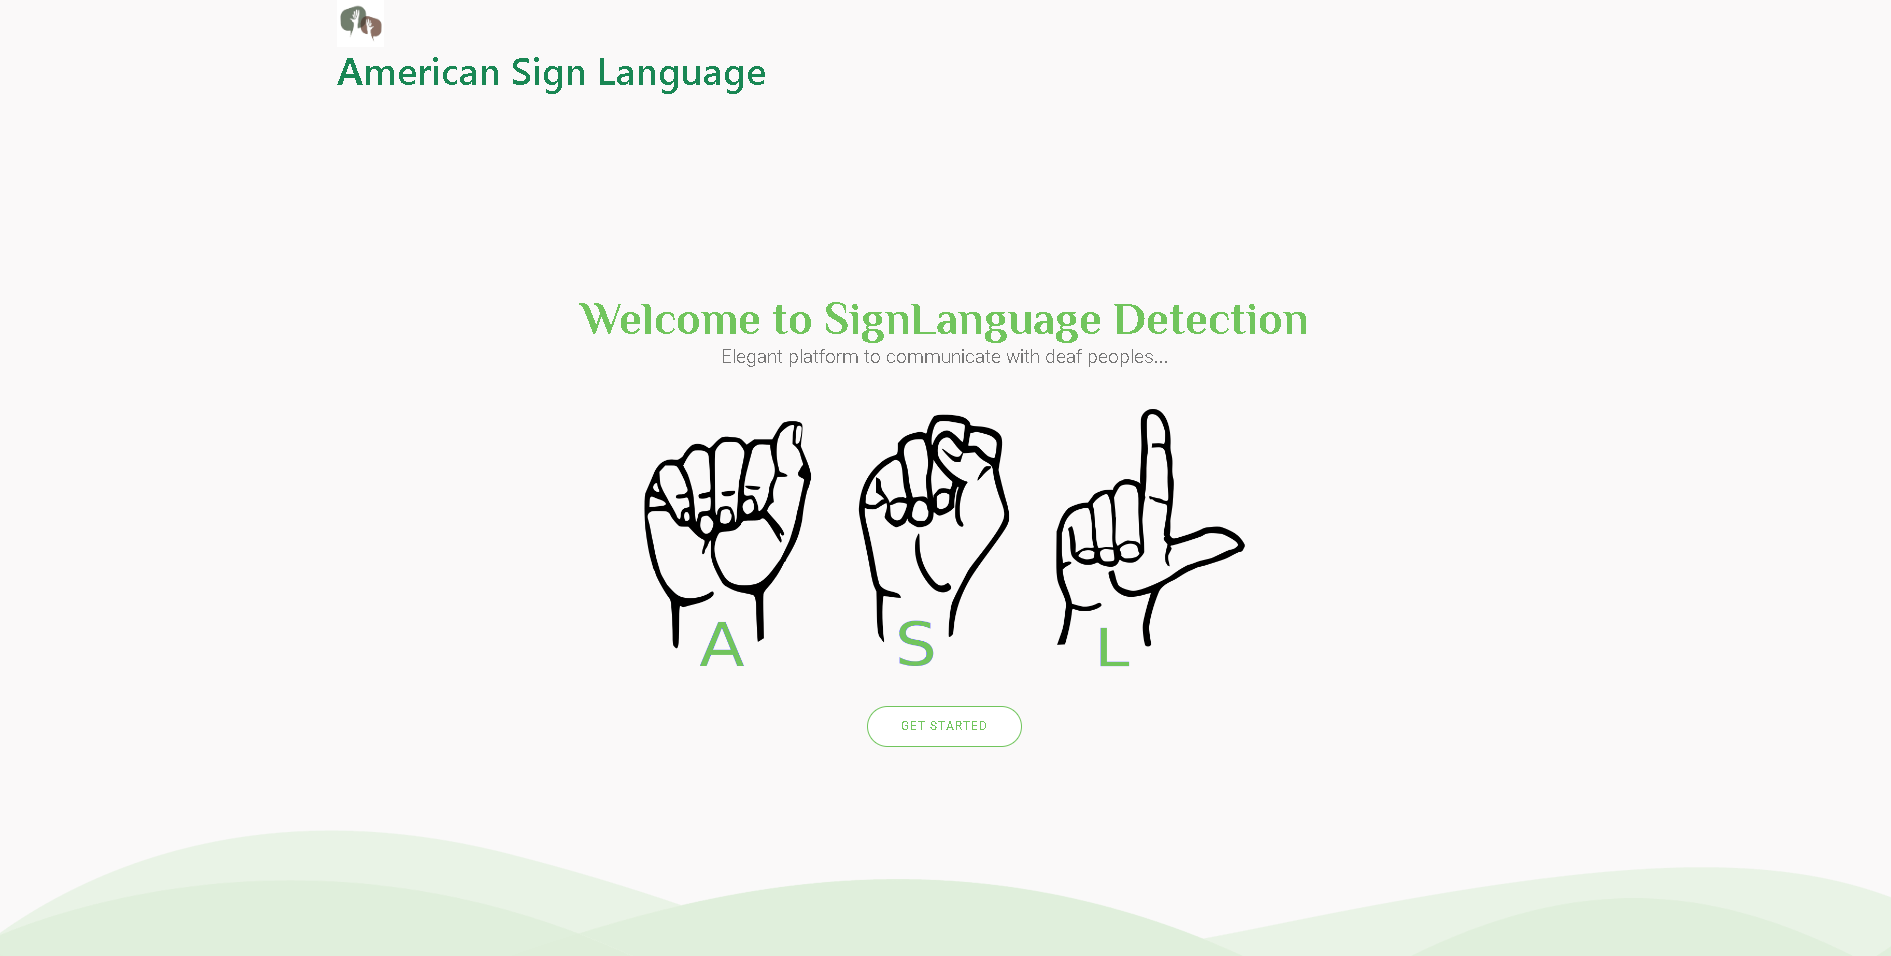 American Sign Language
Welcome to SignLanguage Detection
Elegant platform to communicate with deaf peoples...
A S L
GET STARTED